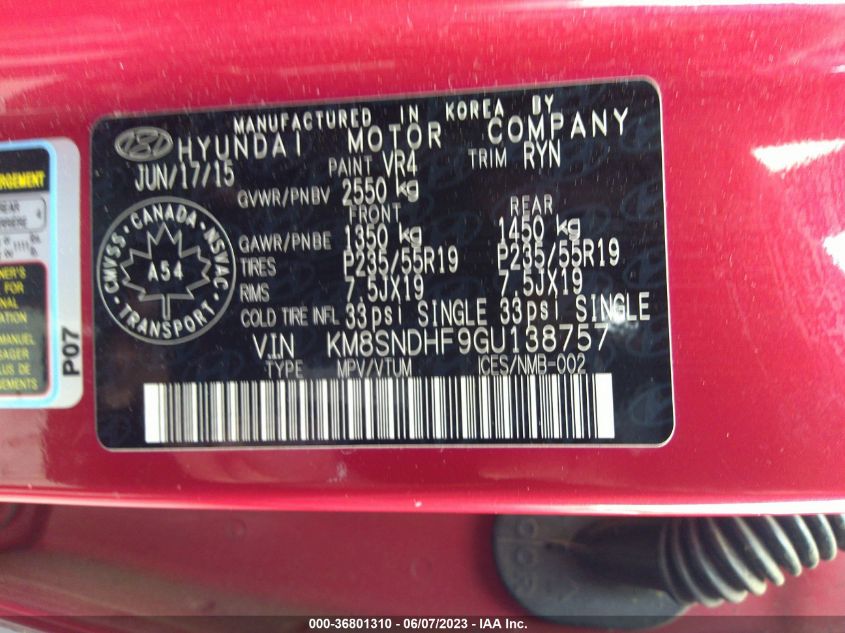 MANUFACTURED IN KOREA BY
HYUNDAI MOTOR COMPANY
JUN/17/15 PAINT VR4 TRIM RYN
GVWR/PNBV 2550 kg
FRONT REAR
GAWR/PNBE 1350 kg 1450 kg
TIRES P235/55R19 P235/55R19
RIMS 7.5JX19 7.5JX19
COLD TIRE INFL 33psi SINGLE 33psi SINGLE
VIN KM8SNDHF9GU138757
TYPE MPV/VTUM ICES/NMB-002
CMVSS · CANADA · NSVAC
A54
TRANSPORT
P07
000-36801310 - 06/07/2023 - IAA Inc.